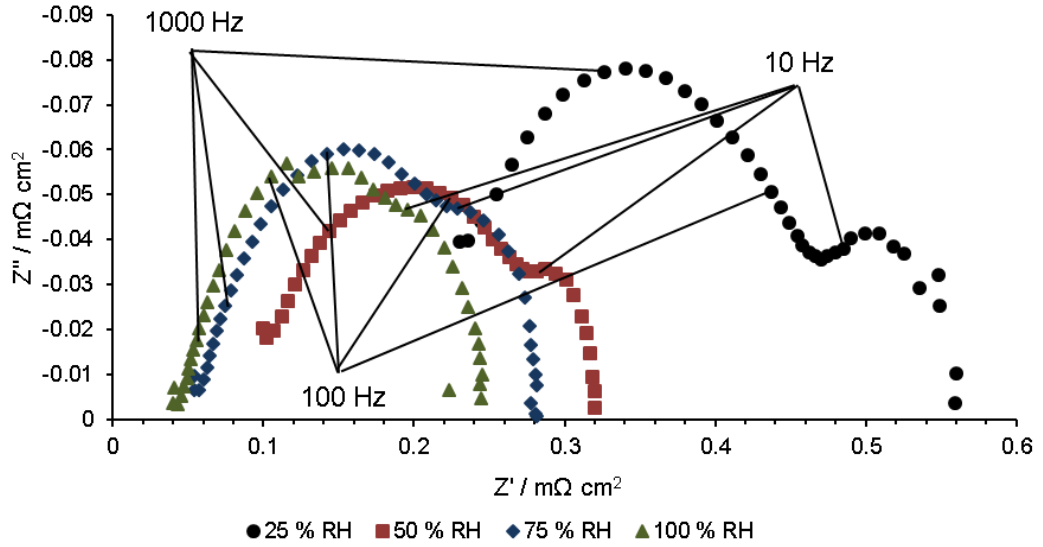 -0.09
-0.08
-0.07
-0.06
-0.05
-0.04
-0.03
-0.02
-0.01
0
Z'' / mΩ cm²
1000 Hz
10 Hz
100 Hz
0 0.1 0.2 0.3 0.4 0.5 0.6
Z' / mΩ cm²
25 % RH 50 % RH 75 % RH 100 % RH